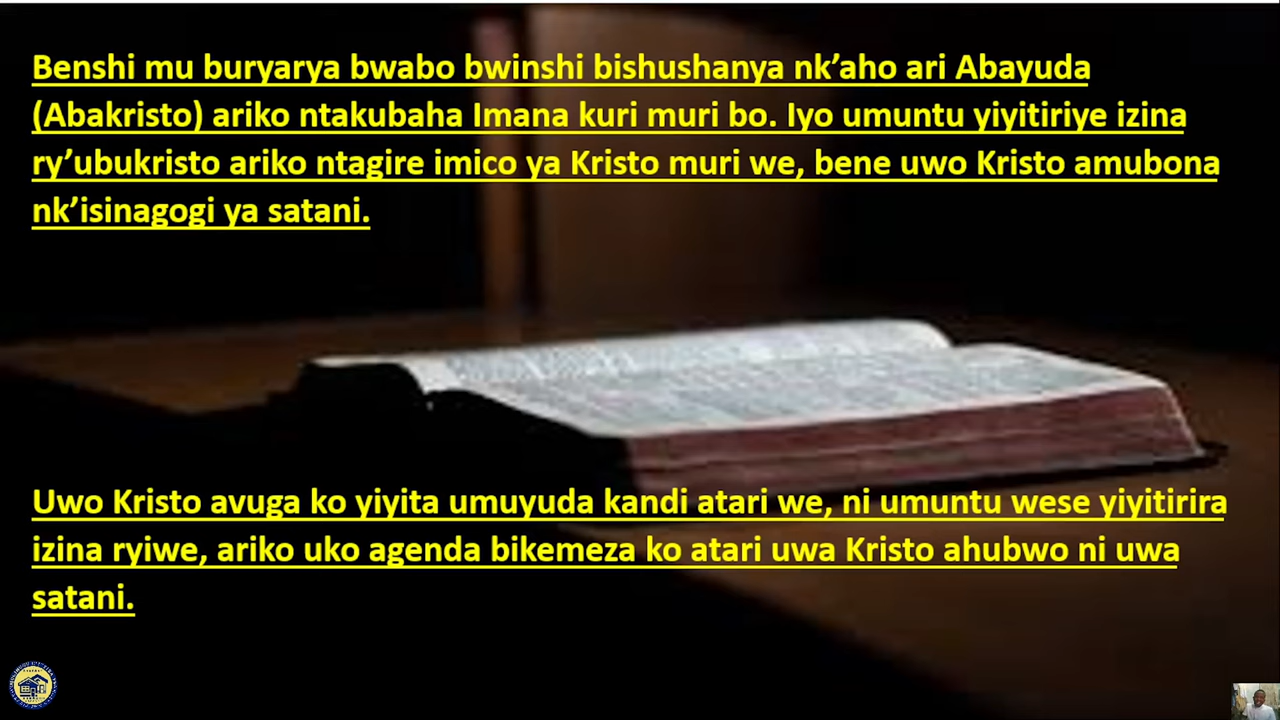 Benshi mu buryarya bwabo bwinshi bishushanya nk’aho ari Abayuda
(Abakristo) ariko ntakubaha Imana kuri muri bo. Iyo umuntu yiyitiriye izina
ry’ubukristo ariko ntagire imico ya Kristo muri we, bene uwo Kristo amubona
nk’isinagogi ya satani.
Uwo Kristo avuga ko yiyita umuyuda kandi atari we, ni umuntu wese yiyitirira
izina ryiwe, ariko uko agenda bikemeza ko atari uwa Kristo ahubwo ni uwa
satani.